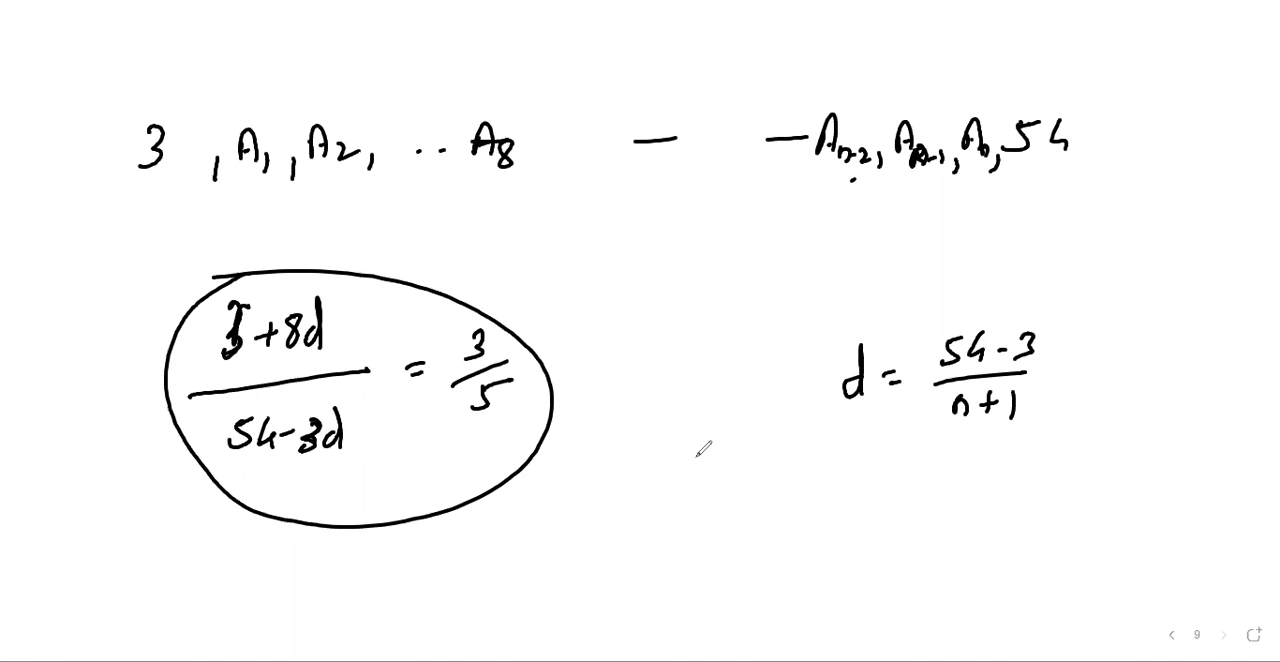 3 , A1, A2, .. A8 — — An-2, An-1, An, 54
3+8d / 54-3d = 3/5
d = 54-3 / n+1
9